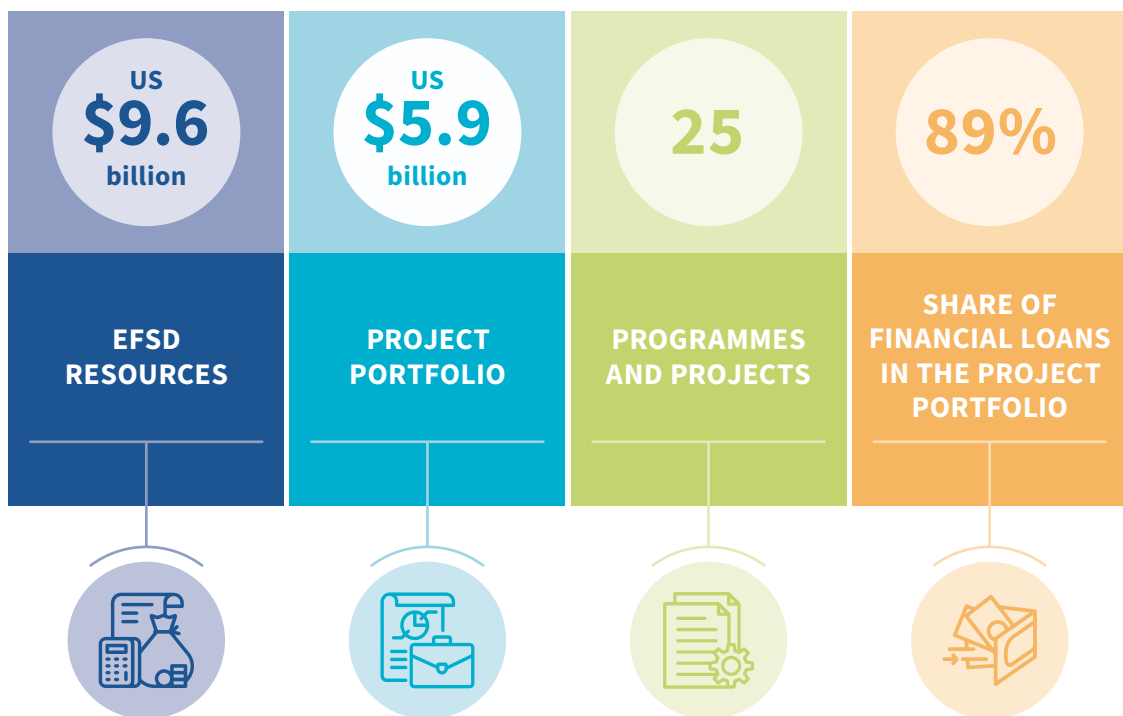 US
$9.6
billion
EFSD
RESOURCES
US
$5.9
billion
PROJECT
PORTFOLIO
25
PROGRAMMES
AND PROJECTS
89%
SHARE OF
FINANCIAL LOANS
IN THE PROJECT
PORTFOLIO